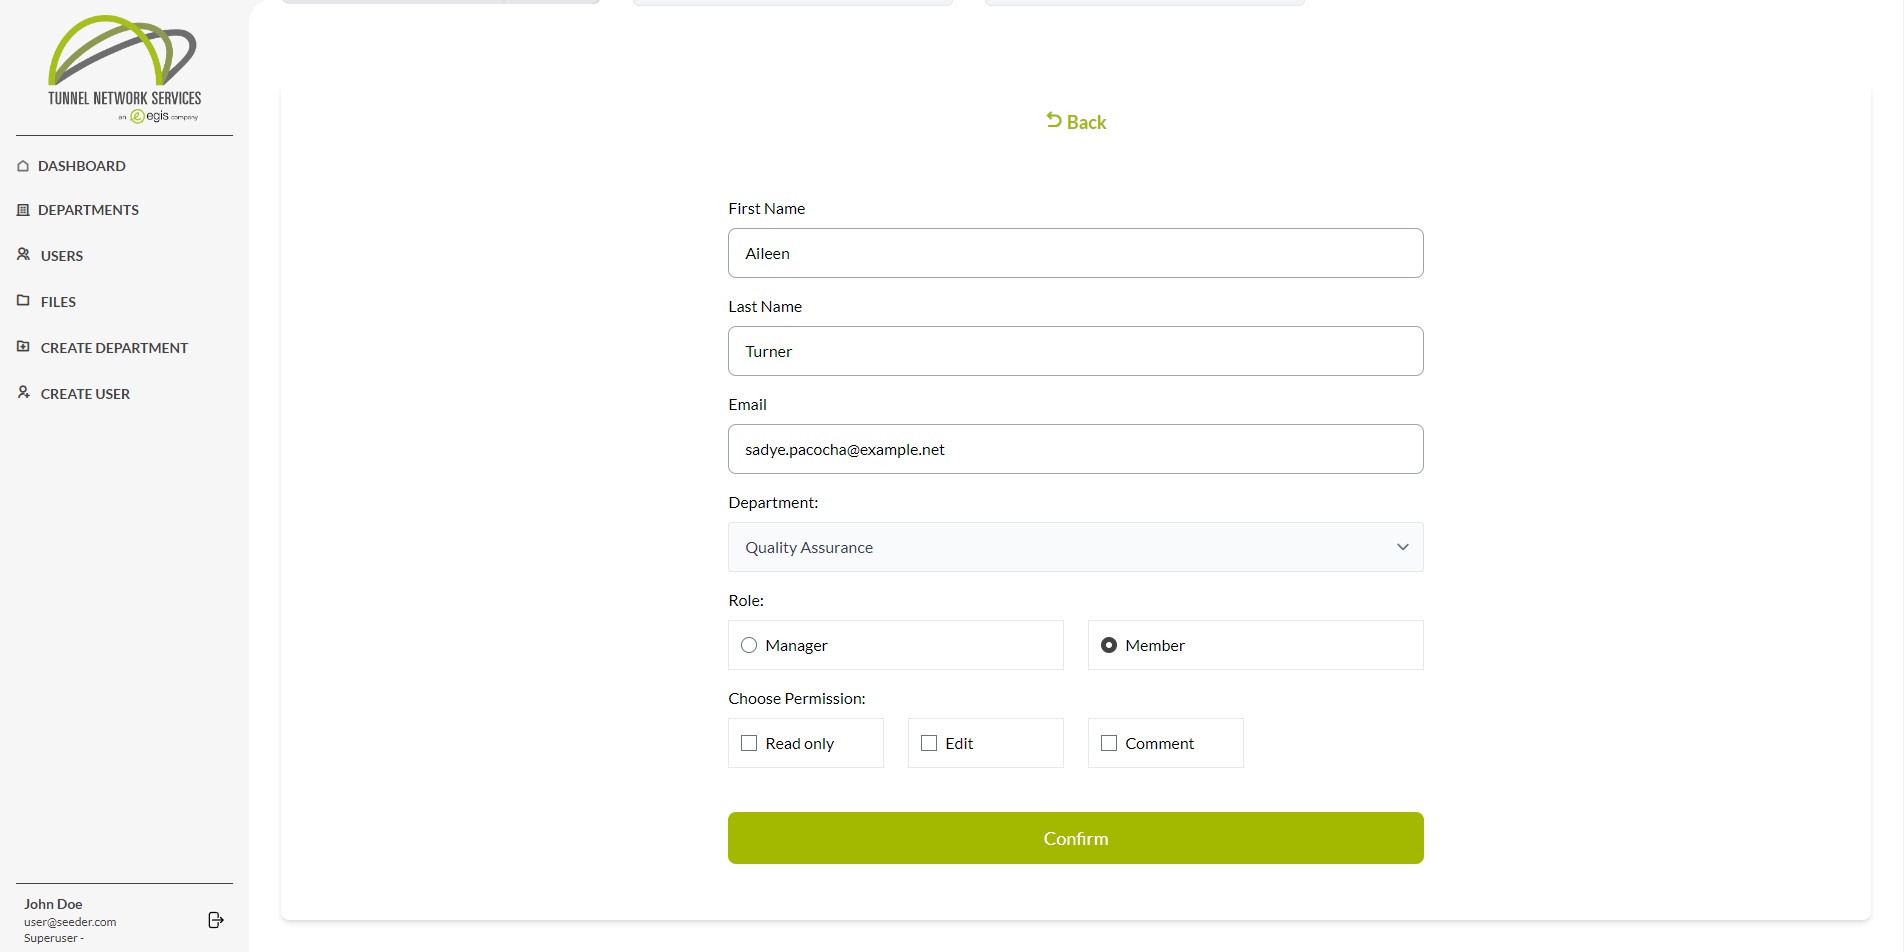 TUNNEL NETWORK SERVICES
an egis company
DASHBOARD
DEPARTMENTS
USERS
FILES
CREATE DEPARTMENT
CREATE USER
John Doe
user@seeder.com
Superuser -
Back
First Name
Aileen
Last Name
Turner
Email
sadye.pacocha@example.net
Department:
Quality Assurance
Role:
Manager Member
Choose Permission:
Read only Edit Comment
Confirm